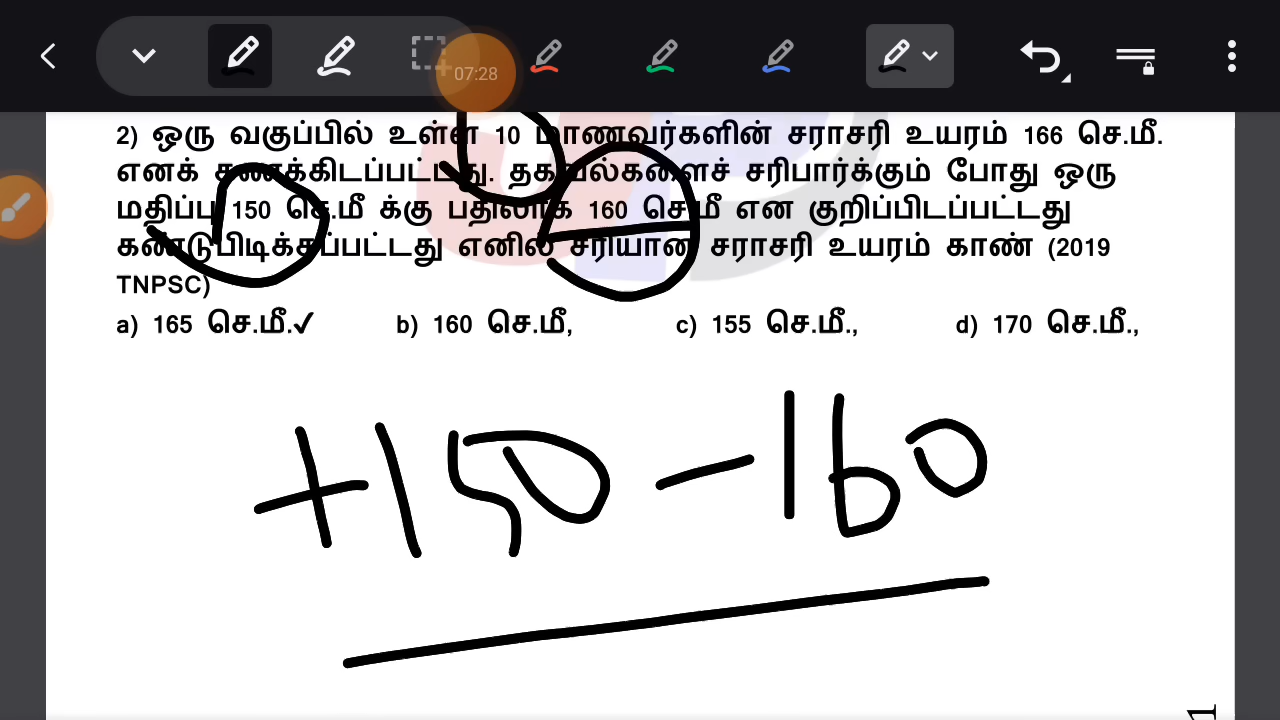 07:28
2) ஒரு வகுப்பில் உள்ள 10 மாணவர்களின் சராசரி உயரம் 166 செ.மீ.
எனக் கணக்கிடப்பட்டது. தகவல்களைச் சரிபார்க்கும் போது ஒரு
மதிப்பு 150 செ.மீ க்கு பதிலாக 160 செ.மீ என குறிப்பிடப்பட்டது
கண்டுபிடிக்கப்பட்டது எனில் சரியான சராசரி உயரம் காண் (2019
TNPSC)
a) 165 செ.மீ.✓ b) 160 செ.மீ, c) 155 செ.மீ., d) 170 செ.மீ.,
+150 - 160